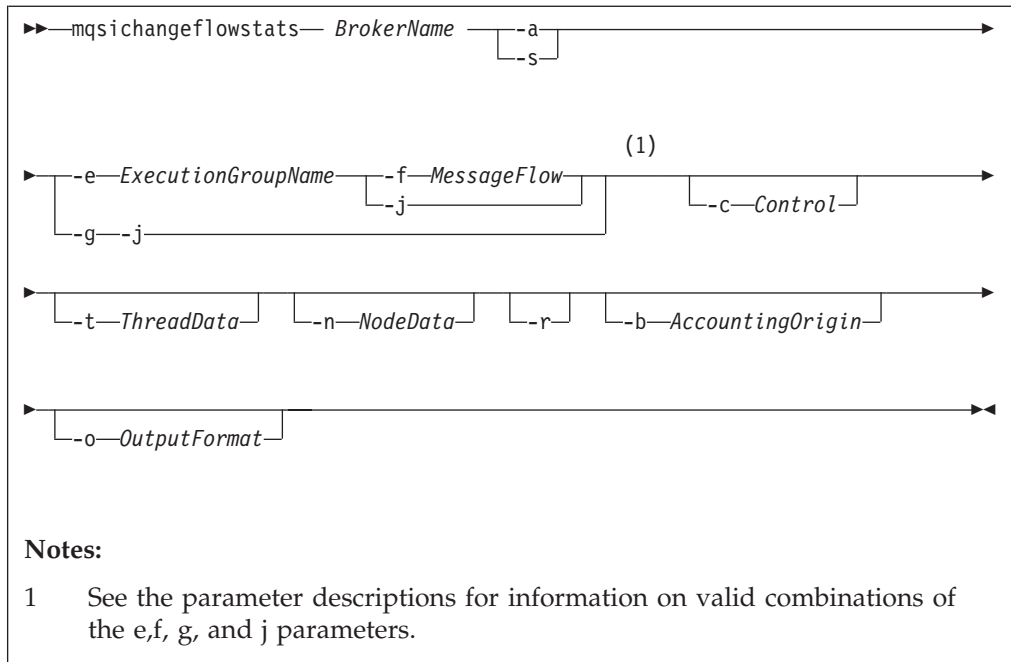 mqsichangeflowstats BrokerName -a
-s
(1)
-e ExecutionGroupName -f MessageFlow
-j
-c Control
-g -j
-t ThreadData -n NodeData -r -b AccountingOrigin
-o OutputFormat
Notes:
1 See the parameter descriptions for information on valid combinations of
the e,f, g, and j parameters.